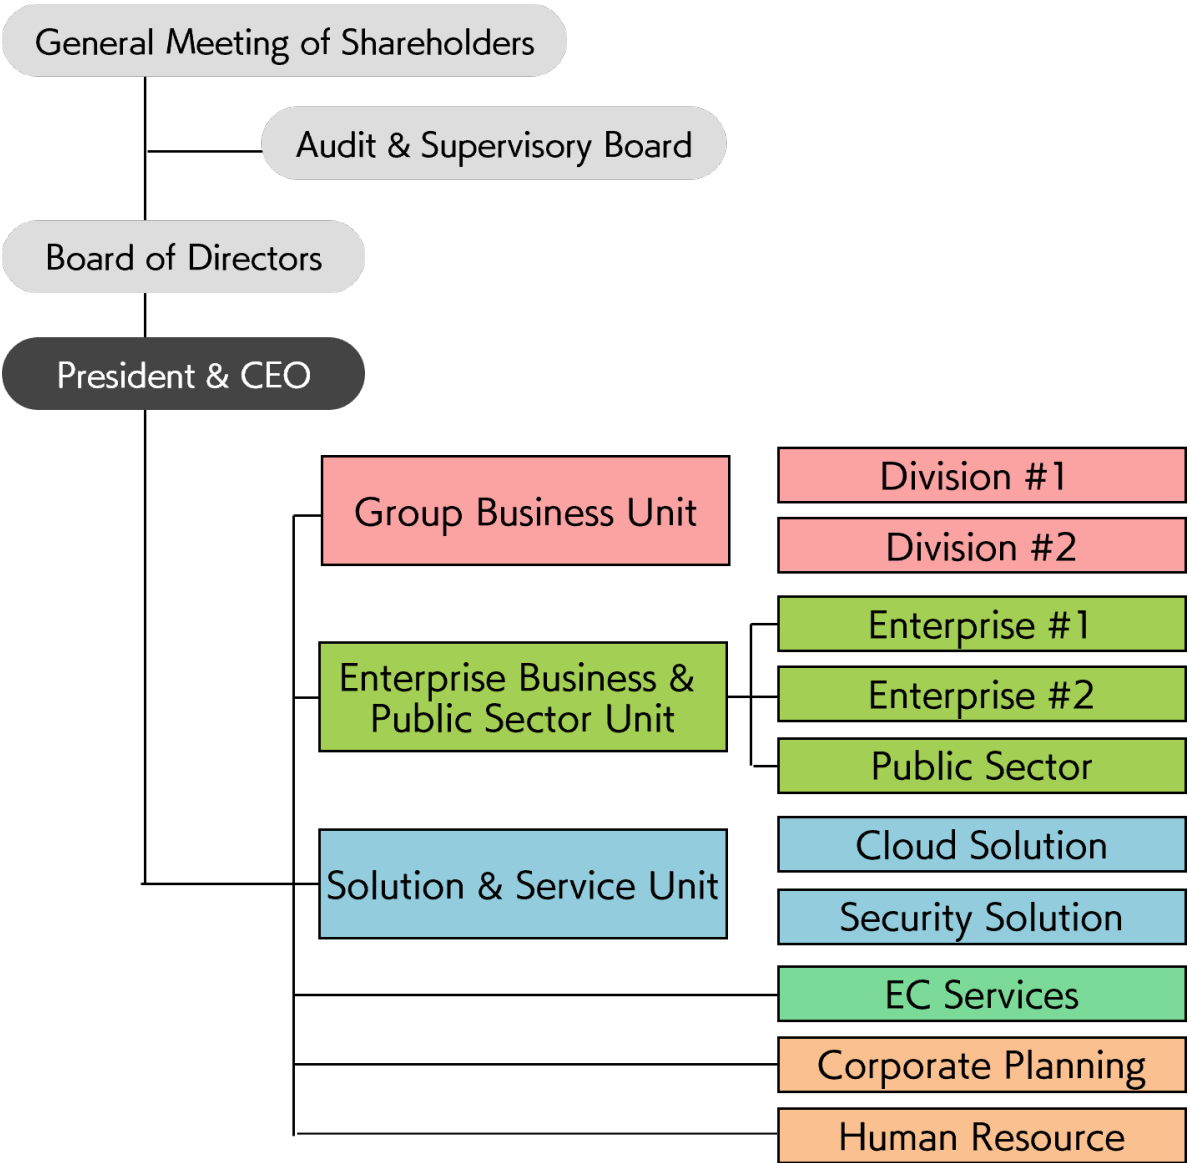 General Meeting of Shareholders
Audit & Supervisory Board
Board of Directors
President & CEO
Group Business Unit
Division #1
Division #2
Enterprise Business &
Public Sector Unit
Enterprise #1
Enterprise #2
Public Sector
Solution & Service Unit
Cloud Solution
Security Solution
EC Services
Corporate Planning
Human Resource